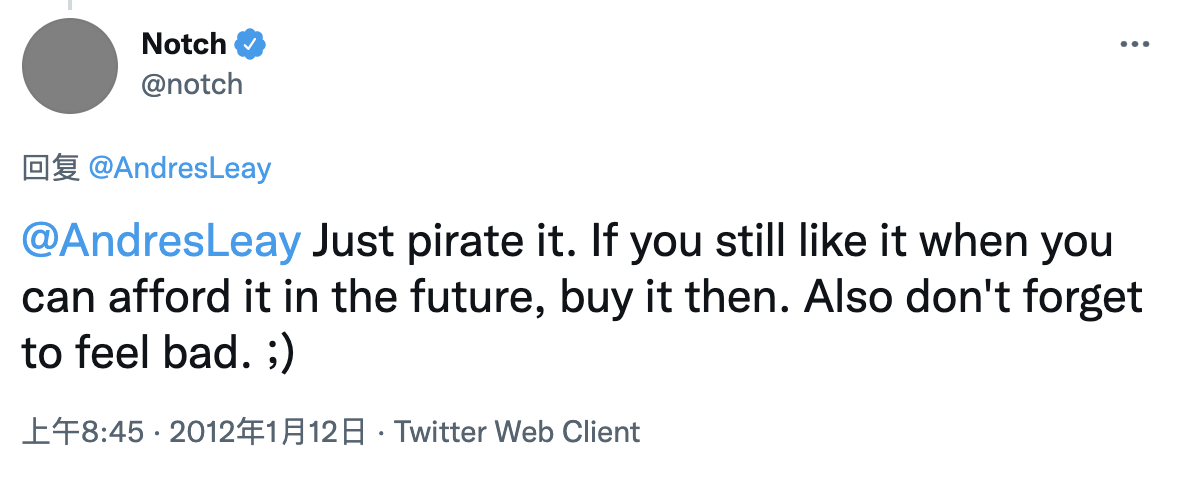 Notch
@notch
回复 @AndresLeay
@AndresLeay Just pirate it. If you still like it when you
can afford it in the future, buy it then. Also don't forget
to feel bad. ;)
上午8:45 · 2012年1月12日 · Twitter Web Client